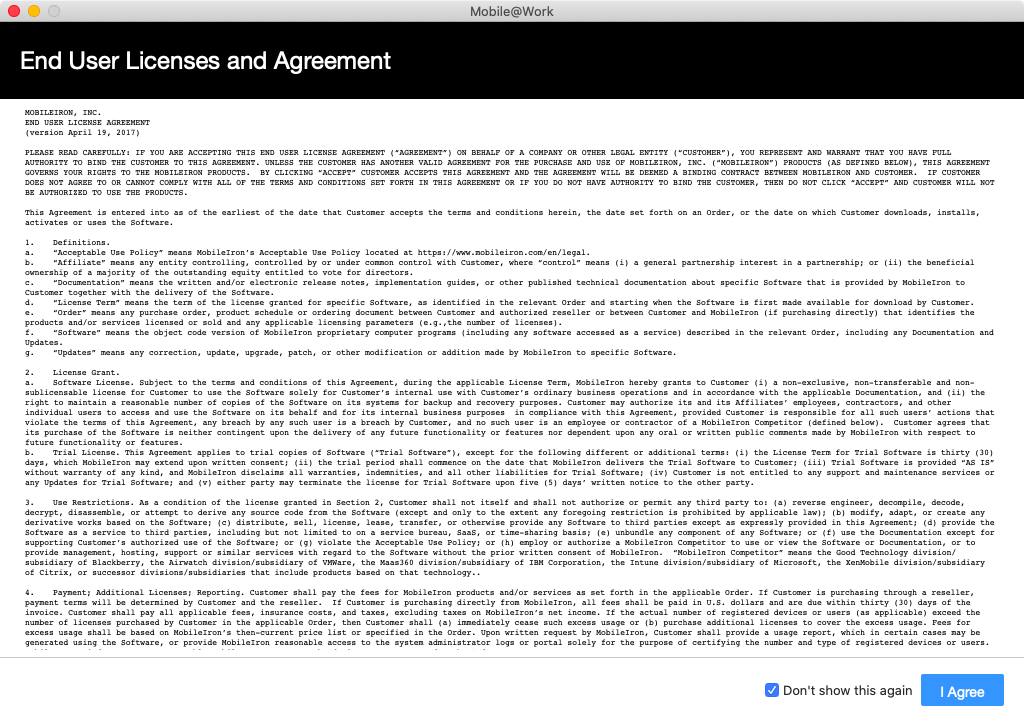 Mobile@Work
End User Licenses and Agreement
MOBILEIRON, INC.
END USER LICENSE AGREEMENT
(version April 19, 2017)
PLEASE READ CAREFULLY: IF YOU ARE ACCEPTING THIS END USER LICENSE AGREEMENT (“AGREEMENT”) ON BEHALF OF A COMPANY OR OTHER LEGAL ENTITY (“CUSTOMER”), YOU REPRESENT AND WARRANT THAT YOU HAVE FULL
AUTHORITY TO BIND THE CUSTOMER TO THIS AGREEMENT. UNLESS THE CUSTOMER HAS ANOTHER VALID AGREEMENT FOR THE PURCHASE AND USE OF MOBILEIRON, INC. (“MOBILEIRON”) PRODUCTS (AS DEFINED BELOW), THIS AGREEMENT
GOVERNS YOUR RIGHTS TO THE MOBILEIRON PRODUCTS.  BY CLICKING “ACCEPT” CUSTOMER ACCEPTS THIS AGREEMENT AND THE AGREEMENT WILL BE DEEMED A BINDING CONTRACT BETWEEN MOBILEIRON AND CUSTOMER.  IF CUSTOMER
DOES NOT AGREE TO OR CANNOT COMPLY WITH ALL OF THE TERMS AND CONDITIONS SET FORTH IN THIS AGREEMENT OR IF YOU DO NOT HAVE AUTHORITY TO BIND THE CUSTOMER, THEN DO NOT CLICK “ACCEPT” AND CUSTOMER WILL NOT
BE AUTHORIZED TO USE THE PRODUCTS.
This Agreement is entered into as of the earliest of the date that Customer accepts the terms and conditions herein, the date set forth on an Order, or the date on which Customer downloads, installs,
activates or uses the Software.
1. Definitions.
a. “Acceptable Use Policy” means MobileIron’s Acceptable Use Policy located at https://www.mobileiron.com/en/legal.
b. “Affiliate” means any entity controlling, controlled by or under common control with Customer, where “control” means (i) a general partnership interest in a partnership; or (ii) the beneficial
ownership of a majority of the outstanding equity entitled to vote for directors.
c. “Documentation” means the written and/or electronic release notes, implementation guides, or other published technical documentation about specific Software that is provided by MobileIron to
Customer together with the delivery of the Software.
d. “License Term” means the term of the license granted for specific Software, as identified in the relevant Order and starting when the Software is first made available for download by Customer.
e. “Order” means any purchase order, product schedule or ordering document between Customer and authorized reseller or between Customer and MobileIron (if purchasing directly) that identifies the
products and/or services licensed or sold and any applicable licensing parameters (e.g.,the number of licenses).
f. “Software” means the object code version of MobileIron proprietary computer programs (including any software accessed as a service) described in the relevant Order, including any Documentation and
Updates.
g. “Updates” means any correction, update, upgrade, patch, or other modification or addition made by MobileIron to specific Software.
2. License Grant.
a. Software License. Subject to the terms and conditions of this Agreement, during the applicable License Term, MobileIron hereby grants to Customer (i) a non-exclusive, non-transferable and non-
sublicensable license for Customer to use the Software solely for Customer’s internal use with Customer’s ordinary business operations and in accordance with the applicable Documentation, and (ii) the
right to maintain a reasonable number of copies of the Software on its systems for backup and recovery purposes. Customer may authorize its and its Affiliates’ employees, contractors, and other
individual users to access and use the Software on its behalf and for its internal business purposes  in compliance with this Agreement, provided Customer is responsible for all such users’ actions that
violate the terms of this Agreement, any breach by any such user is a breach by Customer, and no such user is an employee or contractor of a MobileIron Competitor (defined below).  Customer agrees that
its purchase of the Software is neither contingent upon the delivery of any future functionality or features nor dependent upon any oral or written public comments made by MobileIron with respect to
future functionality or features.
b. Trial License. This Agreement applies to trial copies of Software (“Trial Software”), except for the following different or additional terms: (i) the License Term for Trial Software is thirty (30)
days, which MobileIron may extend upon written consent; (ii) the trial period shall commence on the date that MobileIron delivers the Trial Software to Customer; (iii) Trial Software is provided “AS IS”
without warranty of any kind, and MobileIron disclaims all warranties, indemnities, and all other liabilities for Trial Software; (iv) Customer is not entitled to any support and maintenance services or
any Updates for Trial Software; and (v) either party may terminate the license for Trial Software upon five (5) days’ written notice to the other party.
3. Use Restrictions. As a condition of the license granted in Section 2, Customer shall not itself and shall not authorize or permit any third party to: (a) reverse engineer, decompile, decode,
decrypt, disassemble, or attempt to derive any source code from the Software (except and only to the extent any foregoing restriction is prohibited by applicable law); (b) modify, adapt, or create any
derivative works based on the Software; (c) distribute, sell, license, lease, transfer, or otherwise provide any Software to third parties except as expressly provided in this Agreement; (d) provide the
Software as a service to third parties, including but not limited to on a service bureau, SaaS, or time-sharing basis; (e) unbundle any component of any Software; or (f) use the Documentation except for
supporting Customer’s authorized use of the Software; or (g) violate the Acceptable Use Policy; or (h) employ or authorize a MobileIron Competitor to use or view the Software or Documentation, or to
provide management, hosting, support or similar services with regard to the Software without the prior written consent of MobileIron.  “MobileIron Competitor” means the Good Technology division/
subsidiary of Blackberry, the Airwatch division/subsidiary of VMWare, the Maas360 division/subsidiary of IBM Corporation, the Intune division/subsidiary of Microsoft, the XenMobile division/subsidiary
of Citrix, or successor divisions/subsidiaries that include products based on that technology..
4. Payment; Additional Licenses; Reporting. Customer shall pay the fees for MobileIron products and/or services as set forth in the applicable Order. If Customer is purchasing through a reseller,
payment terms will be determined by Customer and the reseller.  If Customer is purchasing directly from MobileIron, all fees shall be paid in U.S. dollars and are due within thirty (30) days of the
invoice. Customer shall pay all applicable fees, insurance costs, and taxes, excluding taxes on MobileIron’s net income. If the actual number of registered devices or users (as applicable) exceed the
number of licenses purchased by Customer in the applicable Order, then Customer shall (a) immediately cease such excess usage or (b) purchase additional licenses to cover the excess usage. Fees for
excess usage shall be based on MobileIron’s then-current price list or specified in the Order. Upon written request by MobileIron, Customer shall provide a usage report, which in certain cases may be
generated using the Software, or provide MobileIron reasonable access to the system administrator logs or portal solely for the purpose of certifying the number and type of registered devices or users.
Don't show this again
I Agree